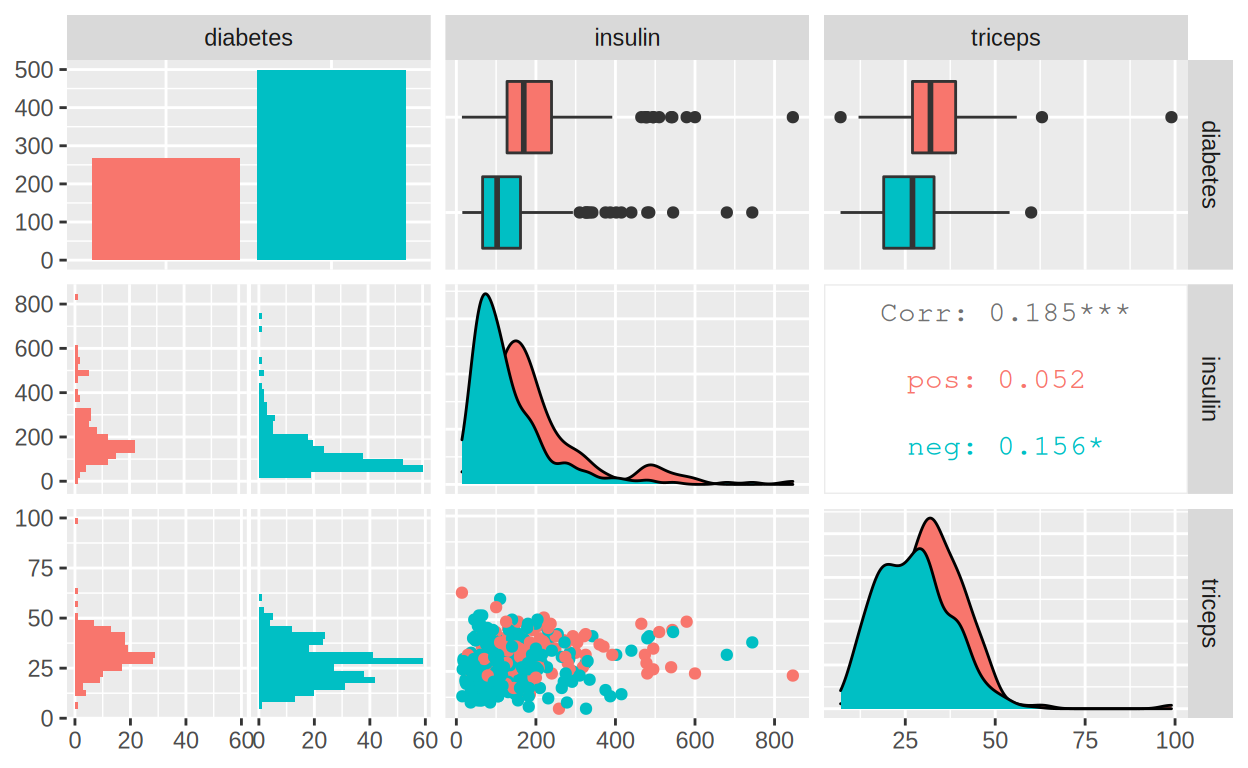 diabetes insulin triceps
500
400
300
200
100
0
diabetes
800
600
400
200
0
Corr: 0.185***
pos: 0.052
neg: 0.156*
insulin
100
75
50
25
0
triceps
0 20 40 60 0 20 40 60 0 200 400 600 800 25 50 75 100